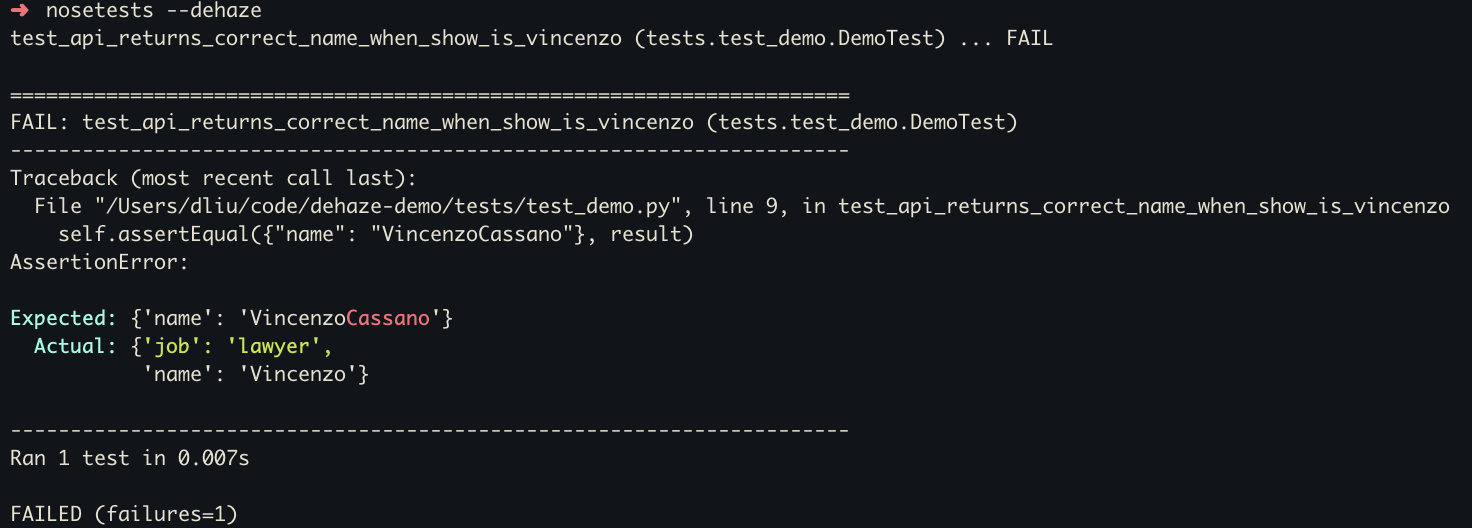 ➜ nosetests --dehaze
test_api_returns_correct_name_when_show_is_vincenzo (tests.test_demo.DemoTest) ... FAIL
======================================================================
FAIL: test_api_returns_correct_name_when_show_is_vincenzo (tests.test_demo.DemoTest)
----------------------------------------------------------------------
Traceback (most recent call last):
  File "/Users/dliu/code/dehaze-demo/tests/test_demo.py", line 9, in test_api_returns_correct_name_when_show_is_vincenzo
    self.assertEqual({"name": "VincenzoCassano"}, result)
AssertionError:
Expected: {'name': 'VincenzoCassano'}
  Actual: {'job': 'lawyer',
           'name': 'Vincenzo'}
----------------------------------------------------------------------
Ran 1 test in 0.007s
FAILED (failures=1)